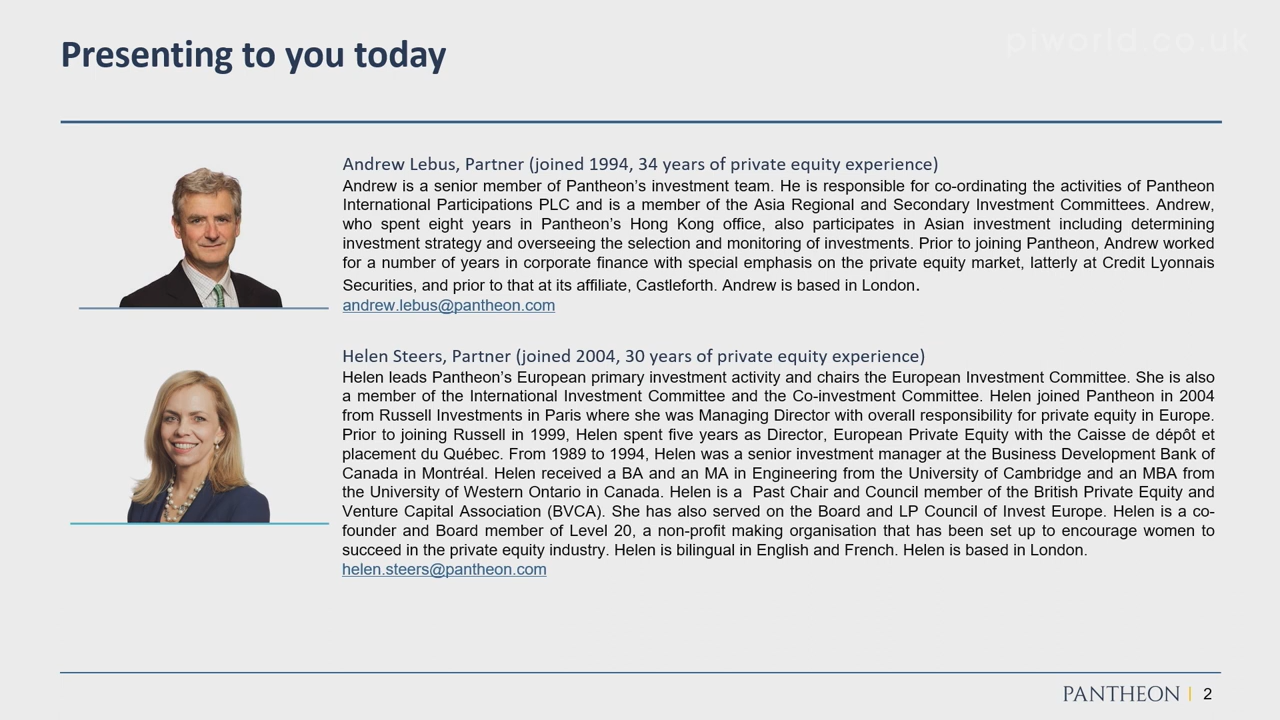 piworld.co.uk
Presenting to you today
Andrew Lebus, Partner (joined 1994, 34 years of private equity experience)
Andrew is a senior member of Pantheon’s investment team. He is responsible for co-ordinating the activities of Pantheon
International Participations PLC and is a member of the Asia Regional and Secondary Investment Committees. Andrew,
who spent eight years in Pantheon’s Hong Kong office, also participates in Asian investment including determining
investment strategy and overseeing the selection and monitoring of investments. Prior to joining Pantheon, Andrew worked
for a number of years in corporate finance with special emphasis on the private equity market, latterly at Credit Lyonnais
Securities, and prior to that at its affiliate, Castleforth. Andrew is based in London.
andrew.lebus@pantheon.com
Helen Steers, Partner (joined 2004, 30 years of private equity experience)
Helen leads Pantheon’s European primary investment activity and chairs the European Investment Committee. She is also
a member of the International Investment Committee and the Co-investment Committee. Helen joined Pantheon in 2004
from Russell Investments in Paris where she was Managing Director with overall responsibility for private equity in Europe.
Prior to joining Russell in 1999, Helen spent five years as Director, European Private Equity with the Caisse de dépôt et
placement du Québec. From 1989 to 1994, Helen was a senior investment manager at the Business Development Bank of
Canada in Montréal. Helen received a BA and an MA in Engineering from the University of Cambridge and an MBA from
the University of Western Ontario in Canada. Helen is a  Past Chair and Council member of the British Private Equity and
Venture Capital Association (BVCA). She has also served on the Board and LP Council of Invest Europe. Helen is a co-
founder and Board member of Level 20, a non-profit making organisation that has been set up to encourage women to
succeed in the private equity industry. Helen is bilingual in English and French. Helen is based in London.
helen.steers@pantheon.com
PANTHEON | 2